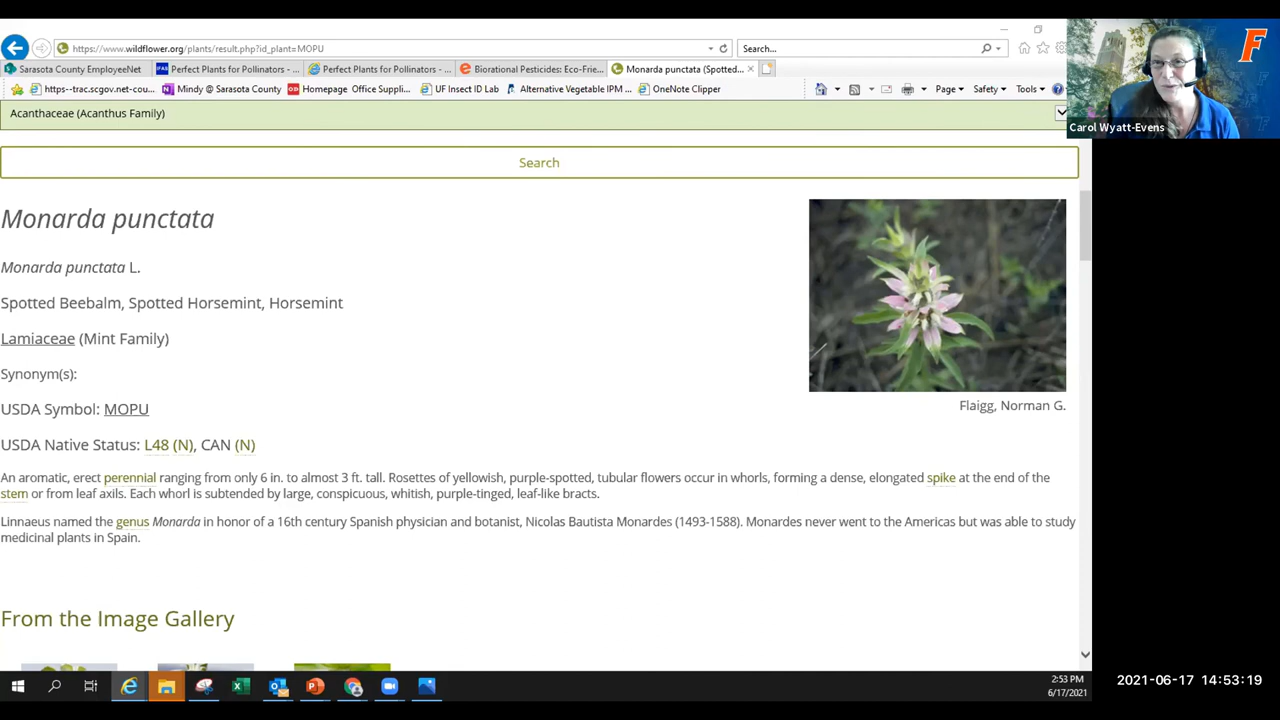 https://www.wildflower.org/plants/result.php?id_plant=MOPU
Search...
Sarasota County EmployeeNet
Perfect Plants for Pollinators - ...
Perfect Plants for Pollinators - ...
Biorational Pesticides: Eco-Frie...
Monarda punctata (Spotted...
https--trac.scgov.net-cou...
Mindy @ Sarasota County
Homepage Office Suppli...
UF Insect ID Lab
Alternative Vegetable IPM ...
OneNote Clipper
Page
Safety
Tools
F
Carol Wyatt-Evens
Acanthaceae (Acanthus Family)
Search
Monarda punctata
Monarda punctata L.
Spotted Beebalm, Spotted Horsemint, Horsemint
Lamiaceae (Mint Family)
Synonym(s):
USDA Symbol: MOPU
USDA Native Status: L48 (N), CAN (N)
Flaigg, Norman G.
An aromatic, erect perennial ranging from only 6 in. to almost 3 ft. tall. Rosettes of yellowish, purple-spotted, tubular flowers occur in whorls, forming a dense, elongated spike at the end of the
stem or from leaf axils. Each whorl is subtended by large, conspicuous, whitish, purple-tinged, leaf-like bracts.
Linnaeus named the genus Monarda in honor of a 16th century Spanish physician and botanist, Nicolas Bautista Monardes (1493-1588). Monardes never went to the Americas but was able to study
medicinal plants in Spain.
From the Image Gallery
2:53 PM
6/17/2021
2021-06-17 14:53:19